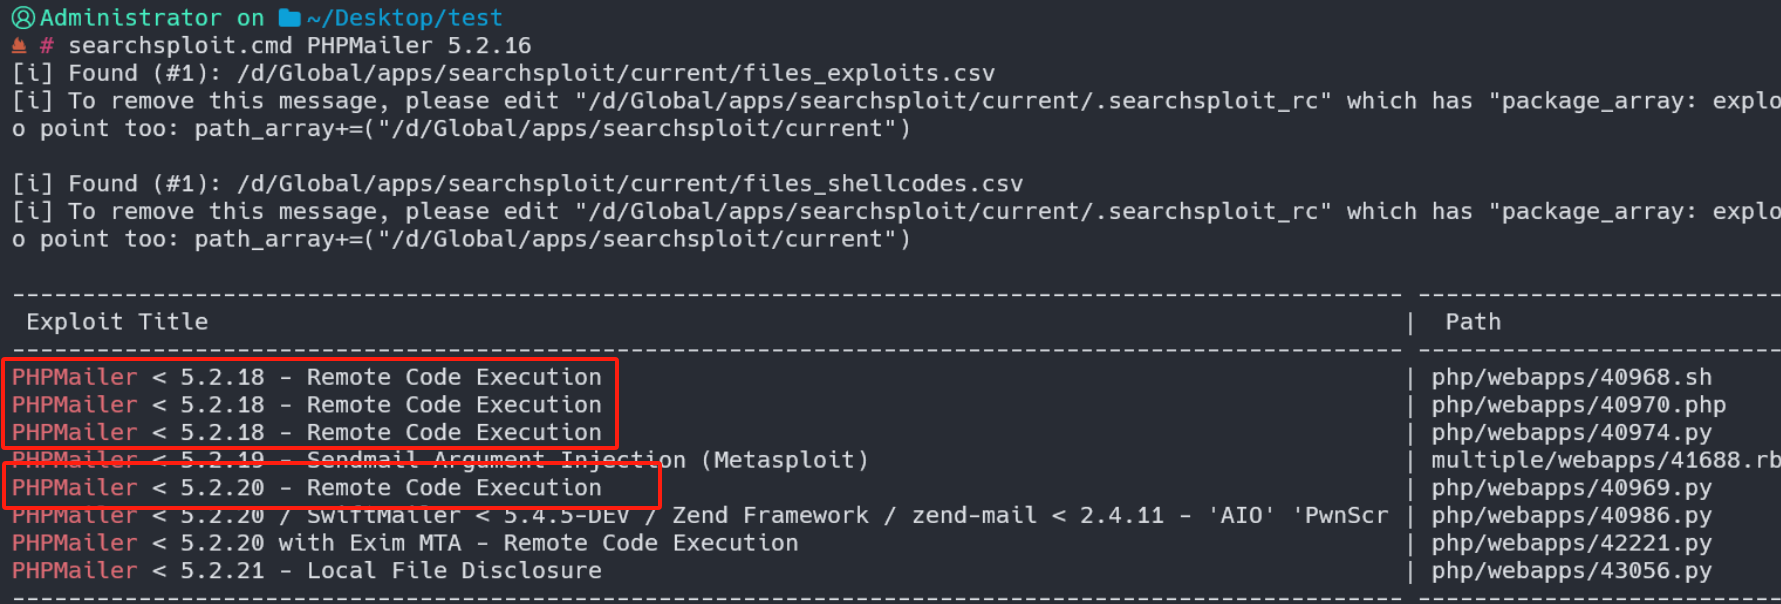 Administrator on ~/Desktop/test
# searchsploit.cmd PHPMailer 5.2.16
[i] Found (#1): /d/Global/apps/searchsploit/current/files_exploits.csv
[i] To remove this message, please edit "/d/Global/apps/searchsploit/current/.searchsploit_rc" which has "package_array: explo
o point too: path_array+=("/d/Global/apps/searchsploit/current")
[i] Found (#1): /d/Global/apps/searchsploit/current/files_shellcodes.csv
[i] To remove this message, please edit "/d/Global/apps/searchsploit/current/.searchsploit_rc" which has "package_array: explo
o point too: path_array+=("/d/Global/apps/searchsploit/current")
Exploit Title | Path
PHPMailer < 5.2.18 - Remote Code Execution | php/webapps/40968.sh
PHPMailer < 5.2.18 - Remote Code Execution | php/webapps/40970.php
PHPMailer < 5.2.18 - Remote Code Execution | php/webapps/40974.py
PHPMailer < 5.2.19 - Sendmail Argument Injection (Metasploit) | multiple/webapps/41688.rb
PHPMailer < 5.2.20 - Remote Code Execution | php/webapps/40969.py
PHPMailer < 5.2.20 / SwiftMailer < 5.4.5-DEV / Zend Framework / zend-mail < 2.4.11 - 'AIO' 'PwnScr | php/webapps/40986.py
PHPMailer < 5.2.20 with Exim MTA - Remote Code Execution | php/webapps/42221.py
PHPMailer < 5.2.21 - Local File Disclosure | php/webapps/43056.py